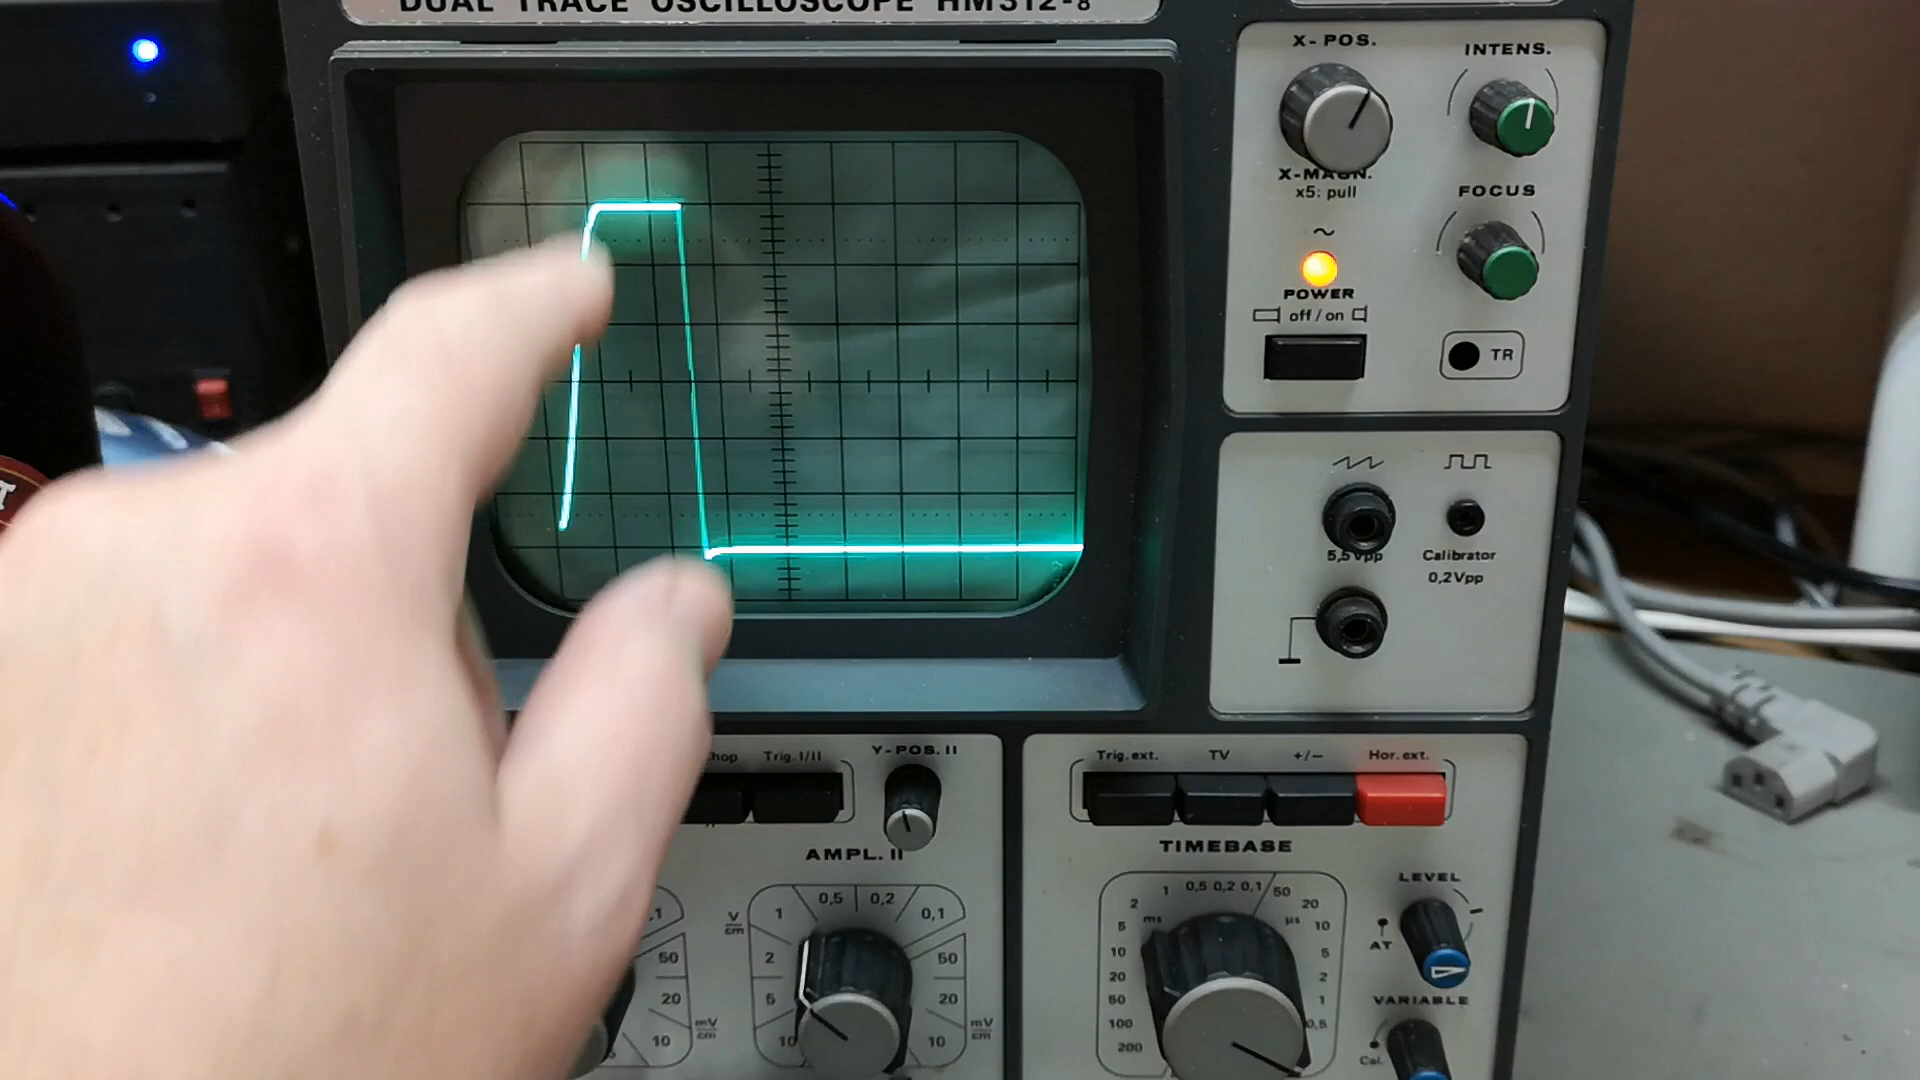 DUAL TRACE OSCILLOSCOPE HM312-8
X-POS.
INTENS.
X-MAGN.
x5: pull
FOCUS
POWER
off / on
TR
5,5Vpp
Calibrator
0,2Vpp
Trig. I/II
Y-POS. II
Trig. ext.
TV
+/–
Hor. ext.
AMPL. II
TIMEBASE
LEVEL
AT
VARIABLE
Cal.
,1
50
20
mV
cm
10
V
cm
0,5
0,2
1
0,1
2
50
5
20
10
mV
cm
10
0,5 0,2 0,1
1
50
2
20
ms
µs
5
10
10
5
20
2
50
1
100
0,5
200